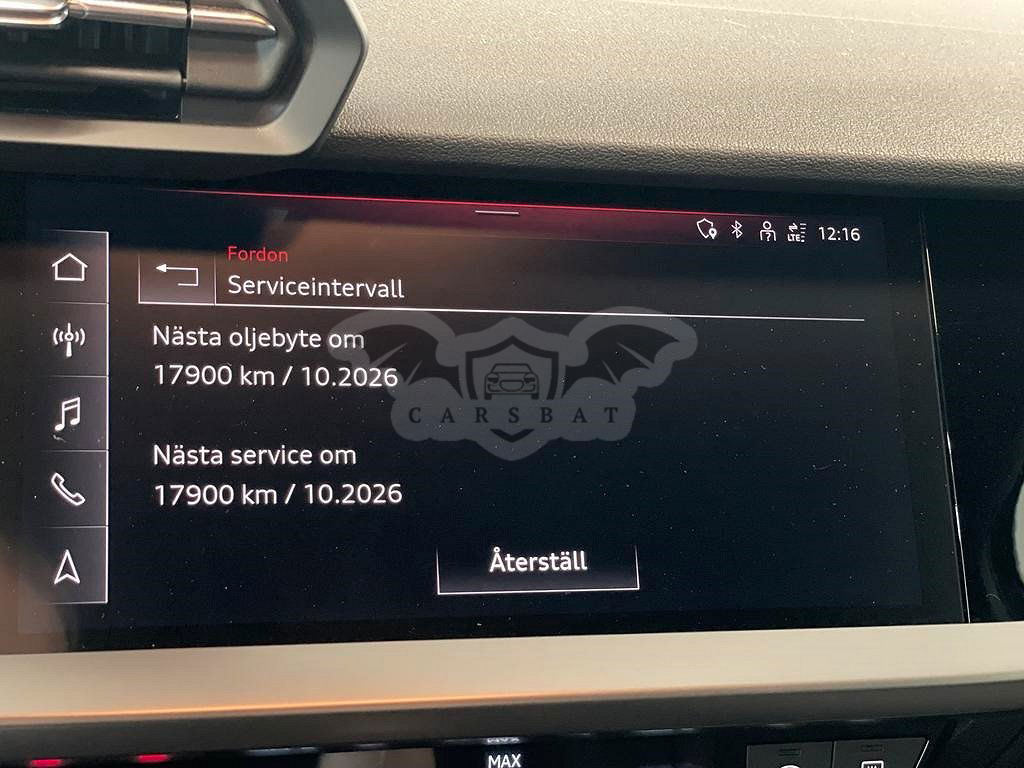 LTE
12:16
Fordon
Serviceintervall
Nästa oljebyte om
17900 km / 10.2026
CARSBAT
Nästa service om
17900 km / 10.2026
Återställ
MAX